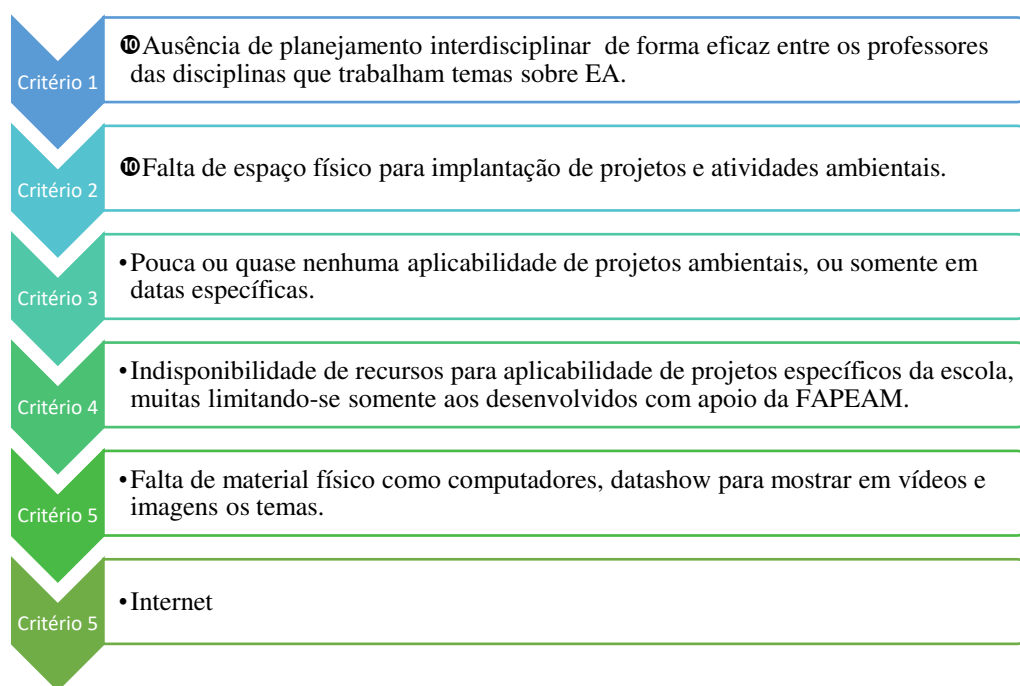 Critério 1
❿Ausência de planejamento interdisciplinar  de forma eficaz entre os professores
das disciplinas que trabalham temas sobre EA.
Critério 2
❿Falta de espaço físico para implantação de projetos e atividades ambientais.
Critério 3
•Pouca ou quase nenhuma aplicabilidade de projetos ambientais, ou somente em
datas específicas.
Critério 4
•Indisponibilidade de recursos para aplicabilidade de projetos específicos da escola,
muitas limitando-se somente aos desenvolvidos com apoio da FAPEAM.
Critério 5
•Falta de material físico como computadores, datashow para mostrar em vídeos e
imagens os temas.
Critério 5
•Internet